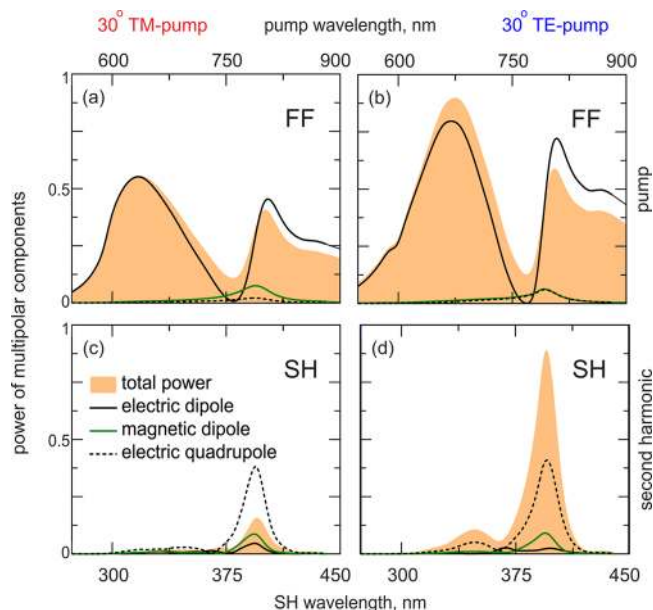 30° TM-pump pump wavelength, nm 30° TE-pump
600 750 900 600 750 900
1
(a) (b)
FF FF
0.5
0
pump
power of multipolar components
1
(c) (d)
SH SH
total power
electric dipole
magnetic dipole
electric quadrupole
0.5
0
second harmonic
300 375 450 300 375 450
SH wavelength, nm